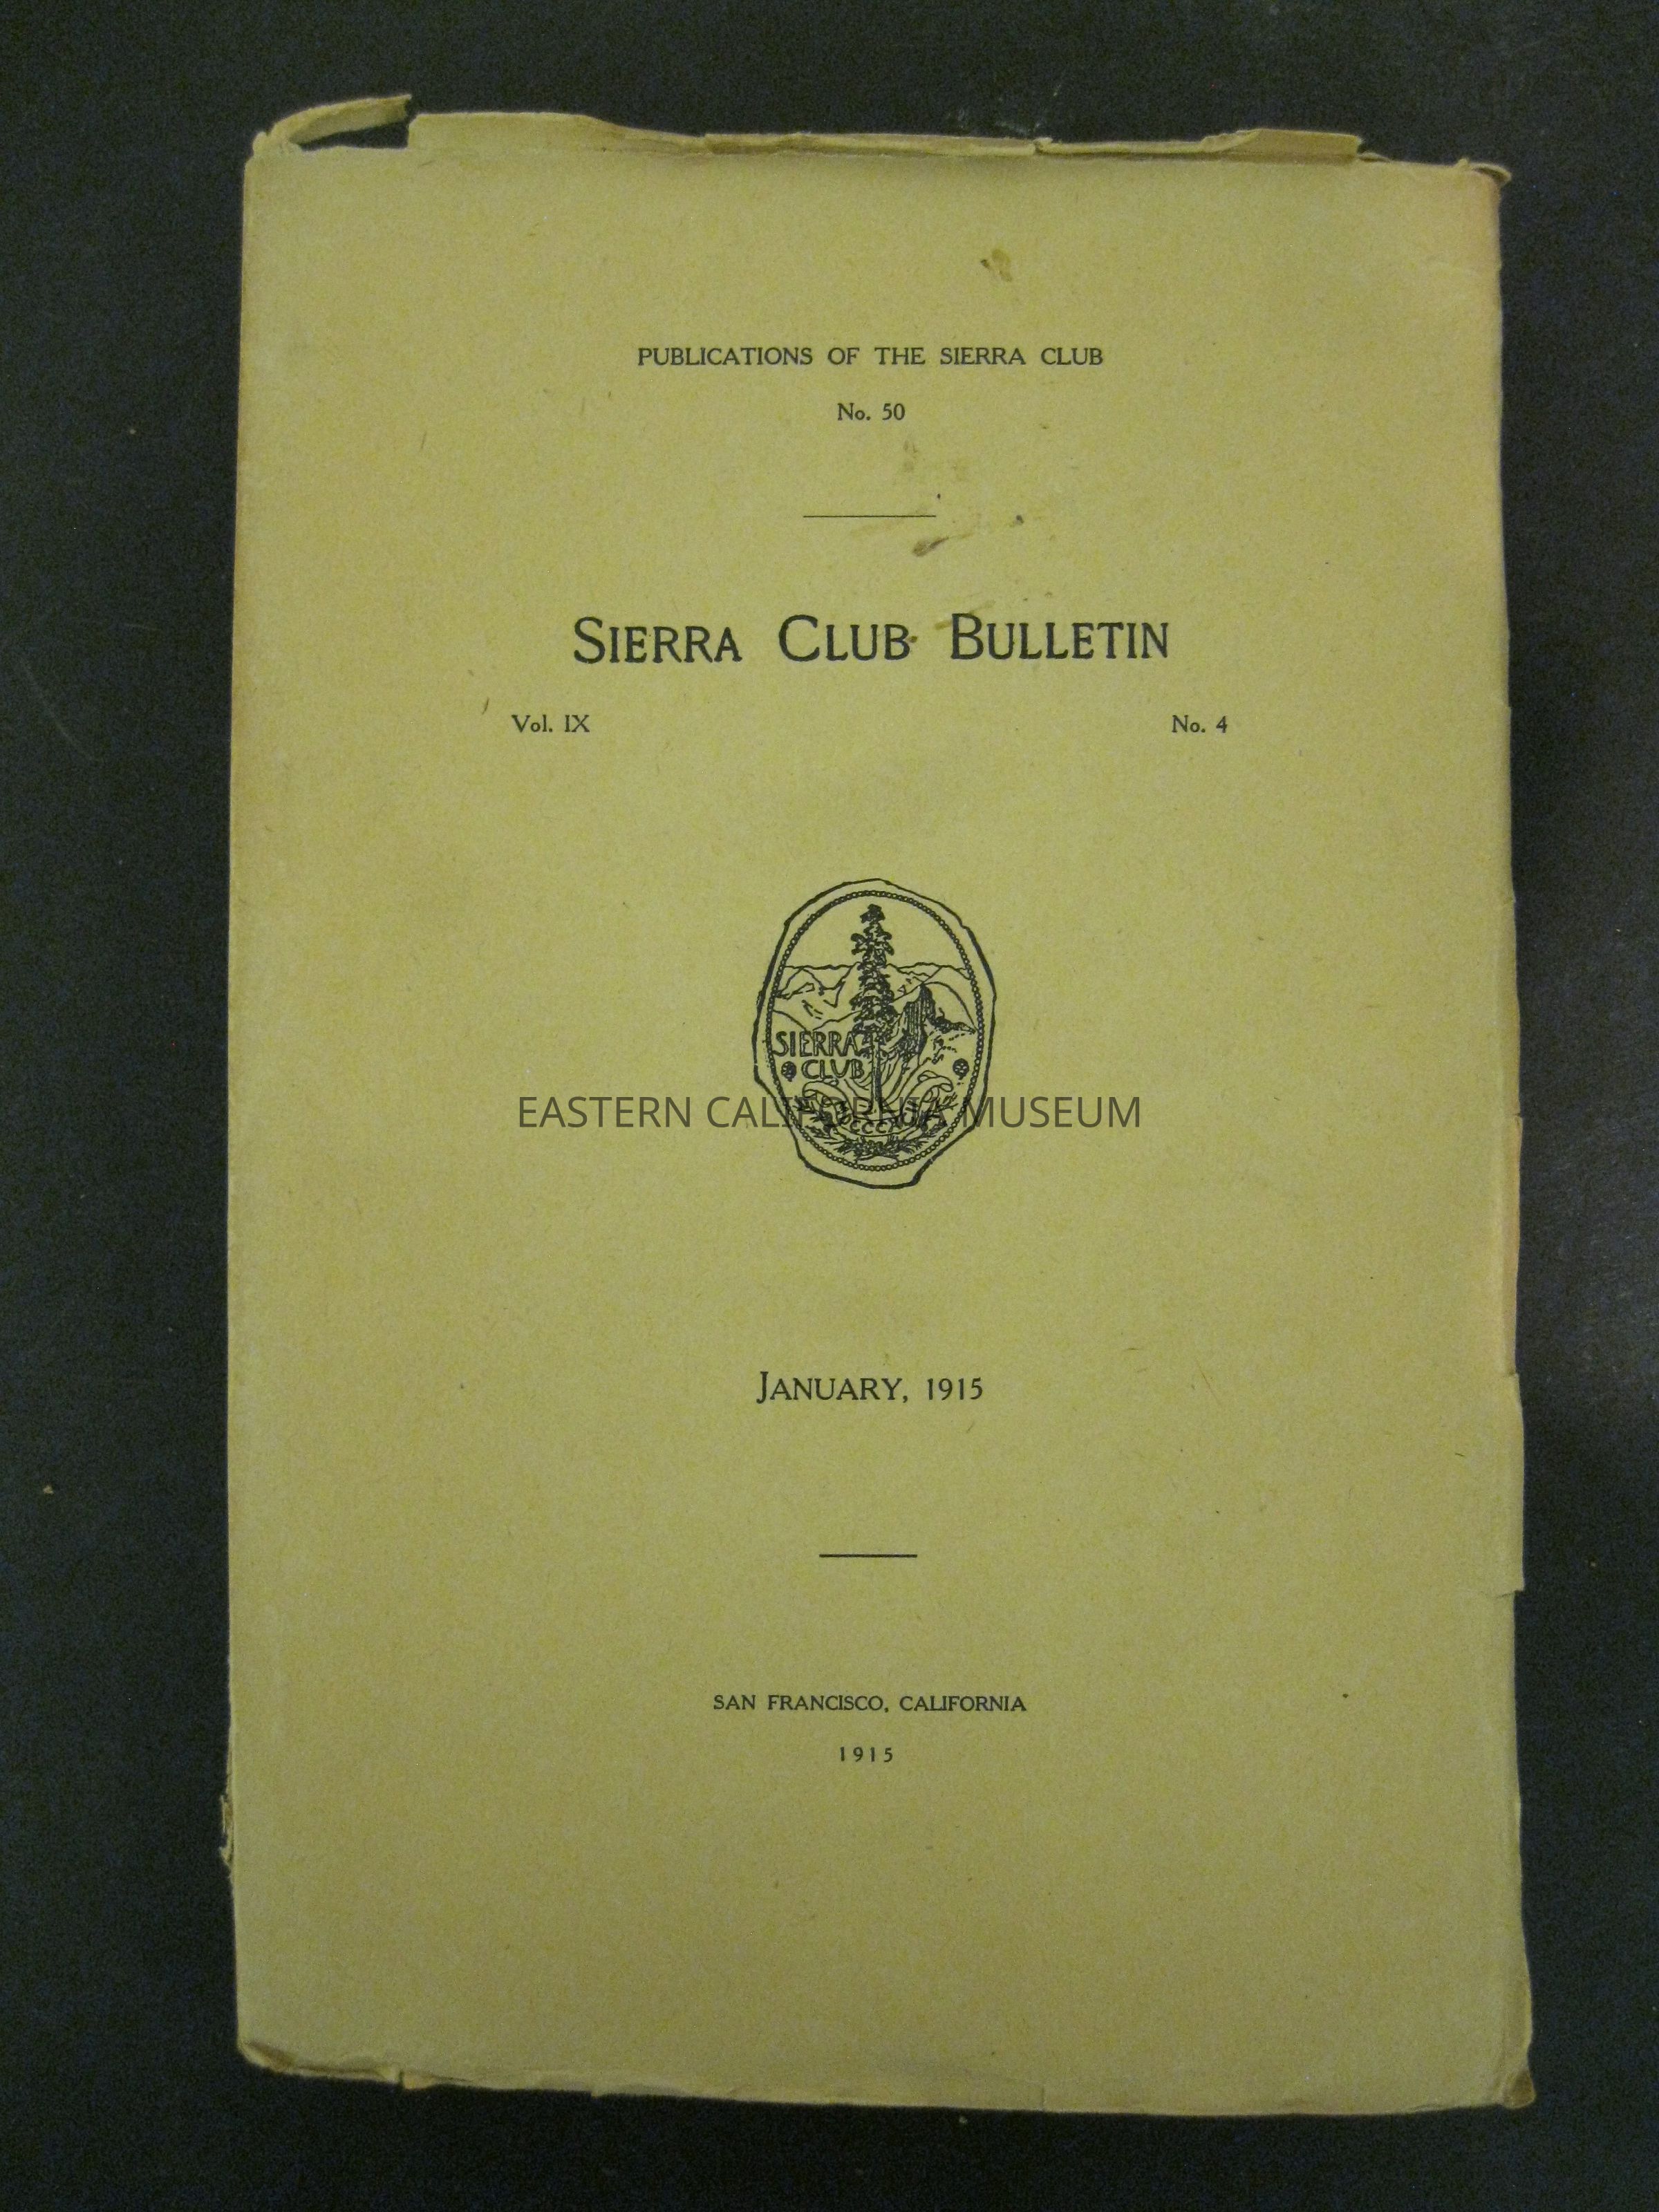 PUBLICATIONS OF THE SIERRA CLUB
No. 50
SIERRA CLUB BULLETIN
Vol. IX No. 4
SIERRA
CLUB
EASTERN CALIFORNIA MUSEUM
JANUARY, 1915
SAN FRANCISCO, CALIFORNIA
1915